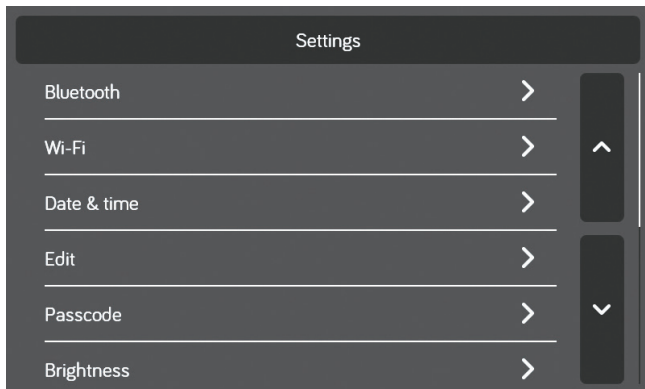 Settings
Bluetooth
Wi-Fi
Date & time
Edit
Passcode
Brightness